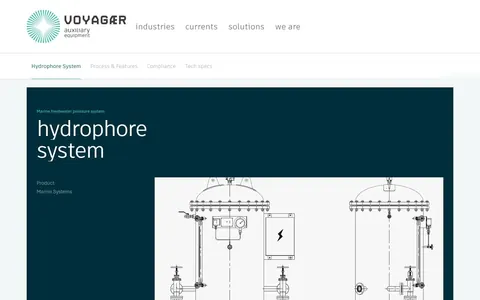 VOYAGÆR
auxiliary
equipment
industries currents solutions we are
Hydrophore System Process & Features Compliance Tech specs
Marine freshwater pressure system
hydrophore
system
Product
Marine Systems